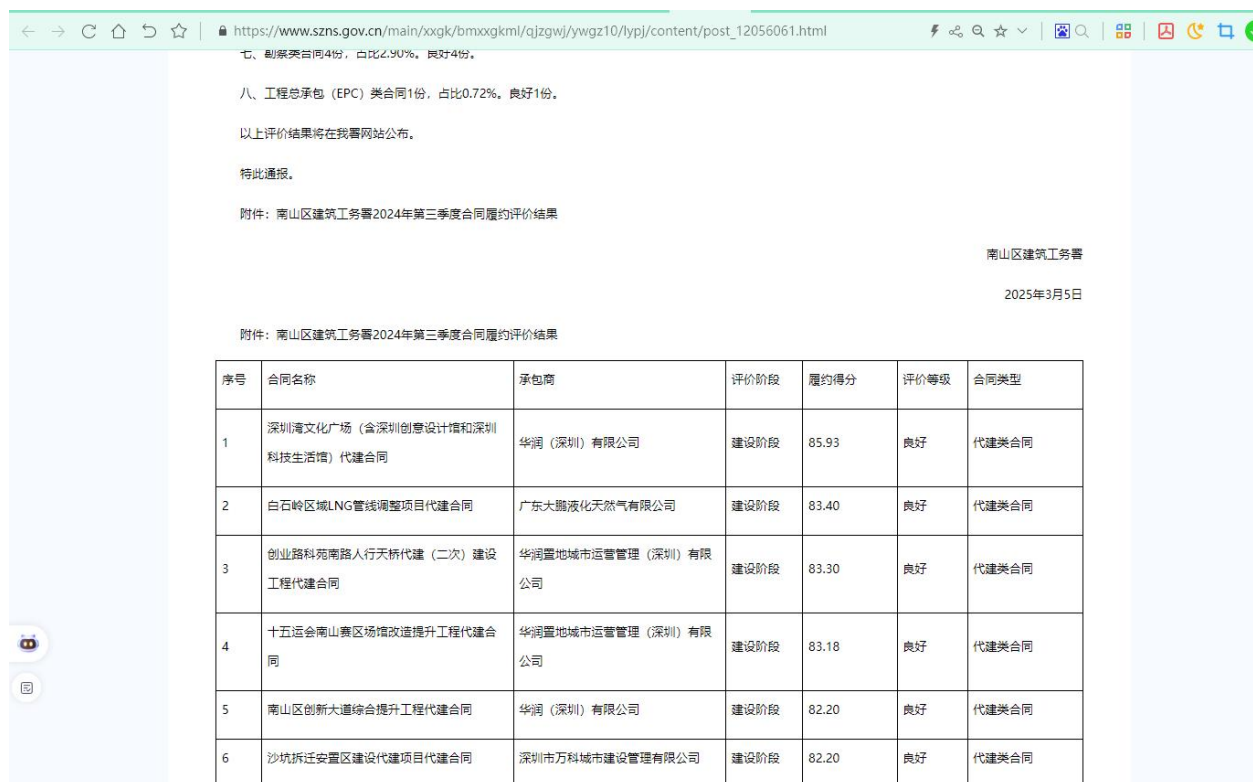 https://www.szns.gov.cn/main/xxgk/bmxxgkml/qjzgwj/ywgz10/lypj/content/post_12056061.html
七、勘察类合同4份，占比2.90%。良好4份。
八、工程总承包（EPC）类合同1份，占比0.72%。良好1份。
以上评价结果将在我署网站公布。
特此通报。
附件：南山区建筑工务署2024年第三季度合同履约评价结果
南山区建筑工务署
2025年3月5日
附件：南山区建筑工务署2024年第三季度合同履约评价结果
序号 合同名称 承包商 评价阶段 履约得分 评价等级 合同类型
深圳湾文化广场（含深圳创意设计馆和深圳
1 华润（深圳）有限公司 建设阶段 85.93 良好 代建类合同
科技生活馆）代建合同
2 白石岭区域LNG管线调整项目代建合同 广东大鹏液化天然气有限公司 建设阶段 83.40 良好 代建类合同
创业路科苑南路人行天桥代建（二次）建设 华润置地城市运营管理（深圳）有限
3 建设阶段 83.30 良好 代建类合同
工程代建合同 公司
十五运会南山赛区场馆改造提升工程代建合 华润置地城市运营管理（深圳）有限
4 建设阶段 83.18 良好 代建类合同
同 公司
5 南山区创新大道综合提升工程代建合同 华润（深圳）有限公司 建设阶段 82.20 良好 代建类合同
6 沙坑拆迁安置区建设代建项目代建合同 深圳市万科城市建设管理有限公司 建设阶段 82.20 良好 代建类合同